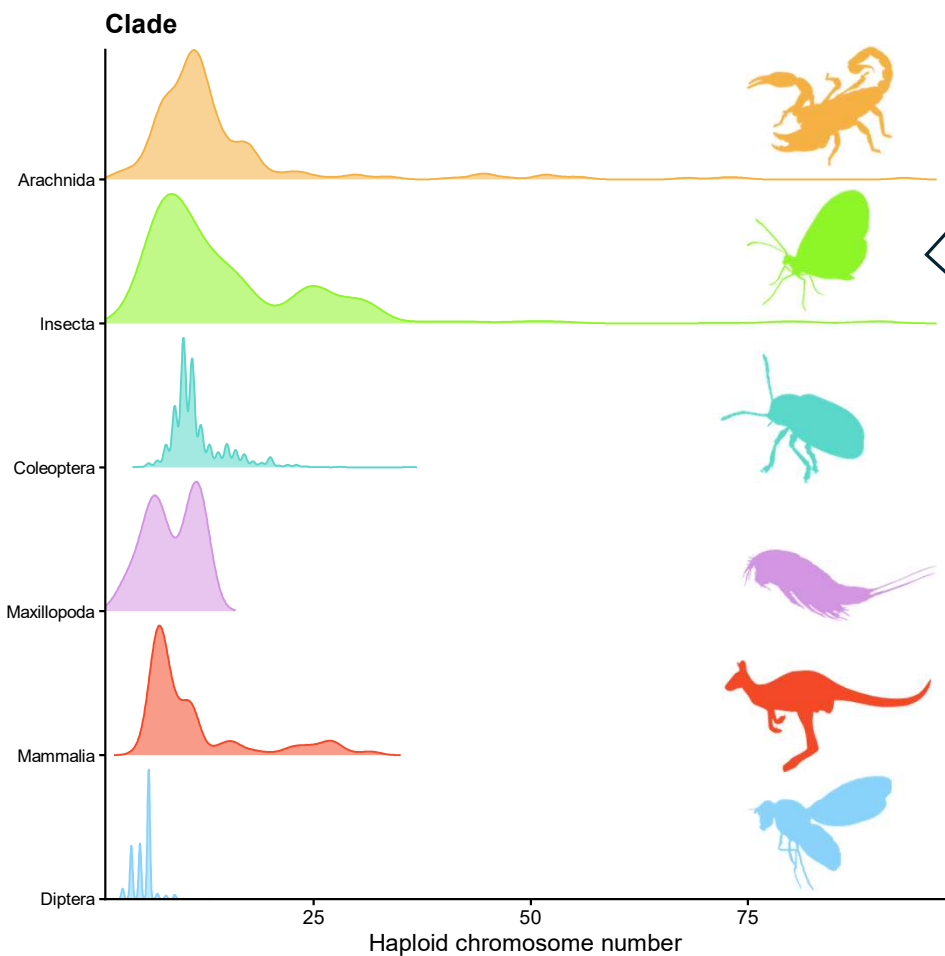 Clade
Arachnida
Insecta
Coleoptera
Maxillopoda
Mammalia
Diptera
25 50 75
Haploid chromosome number